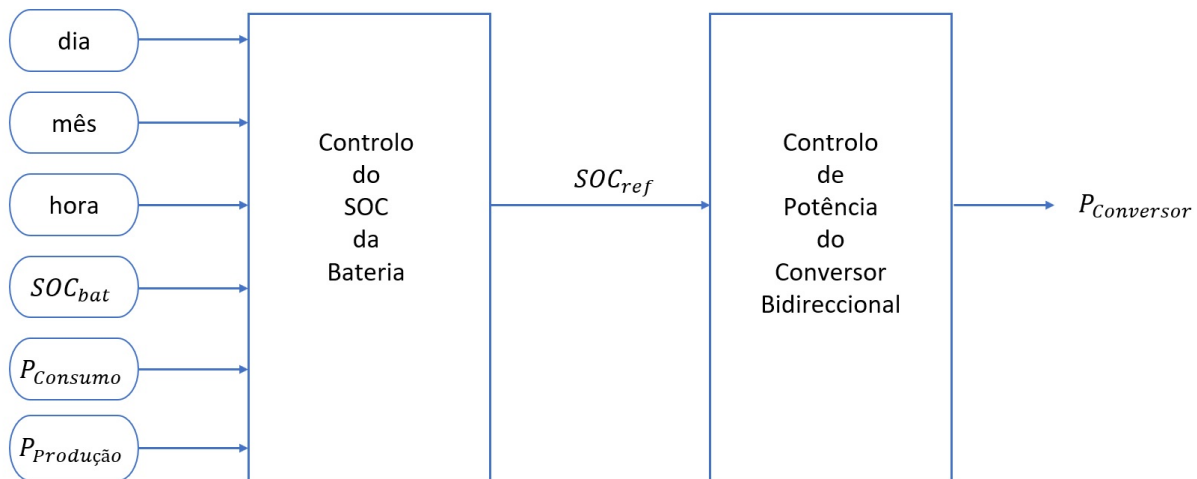 dia
mês
hora
SOC_bat
P_Consumo
P_Produção
Controlo
do
SOC
da
Bateria
SOC_ref
Controlo
de
Potência
do
Conversor
Bidireccional
P_Conversor